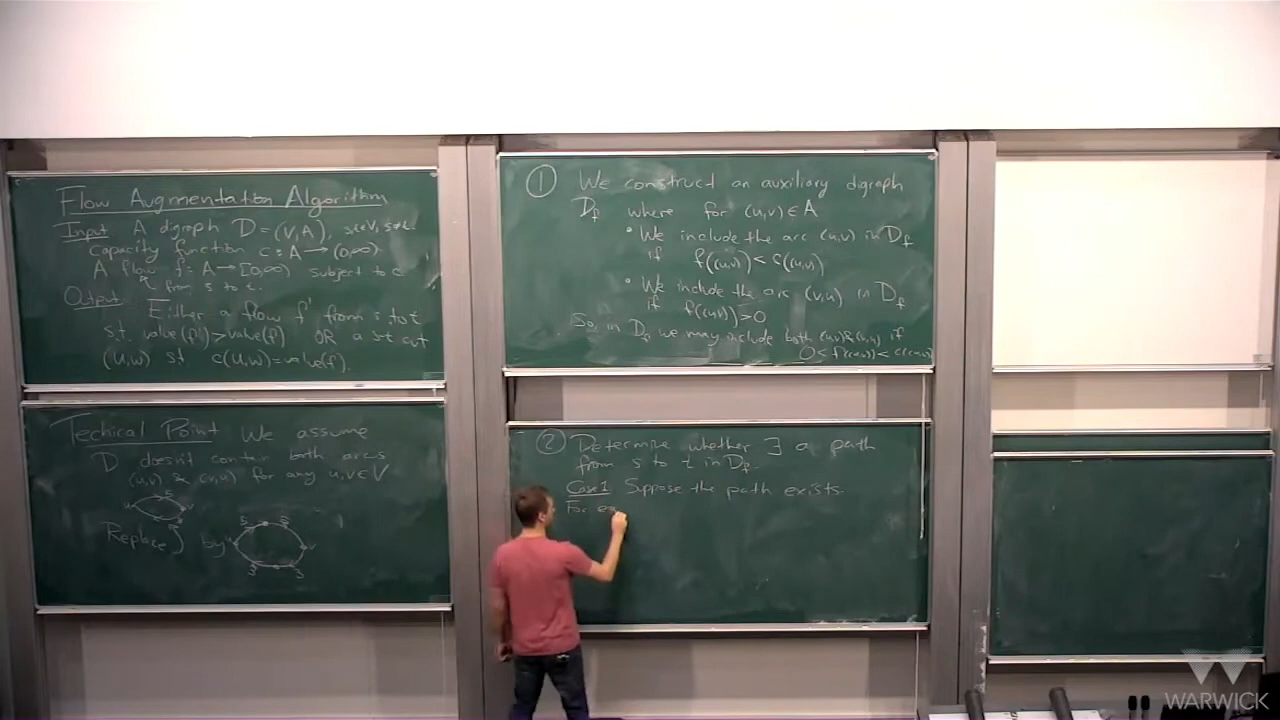 Flow Augmentation Algorithm
Input A digraph D=(V,A), s,t∈V, s≠t.
capacity function c:A→(0,∞)
A flow f:A→[0,∞) subject to c.
from s to t.
Output: Either a flow f' from s to t
s.t. value(f')>value(f) OR a s-t cut
(U,W) st c(U,W)=value(f).
Techical Point We assume
D doesn't contain both arcs
(u,v) & (v,u) for any u,v∈V
Replace by
① We construct an auxiliary digraph
D_f where for (u,v)∈A
• We include the arc (u,v) in D_f
if f((u,v))<c((u,v))
• We include the arc (v,u) in D_f
if f((u,v))>0
So, in D_f we may include both (u,v)&(v,u) if
0<f((u,v))<c((u,v))
② Determine whether ∃ a path
from s to t in D_f.
Case 1 Suppose the path exists.
For ea
WARWICK